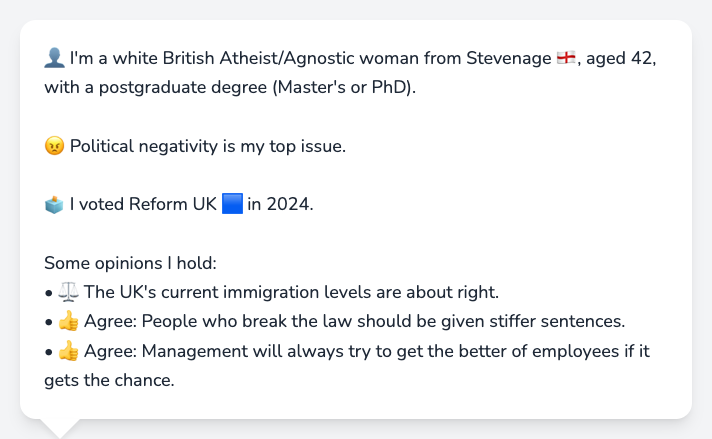 👤 I'm a white British Atheist/Agnostic woman from Stevenage 🏴󠁧󠁢󠁥󠁮󠁧󠁿, aged 42,
with a postgraduate degree (Master's or PhD).
😠 Political negativity is my top issue.
🗳️ I voted Reform UK 🟦 in 2024.
Some opinions I hold:
• ⚖️ The UK's current immigration levels are about right.
• 👍 Agree: People who break the law should be given stiffer sentences.
• 👍 Agree: Management will always try to get the better of employees if it
gets the chance.